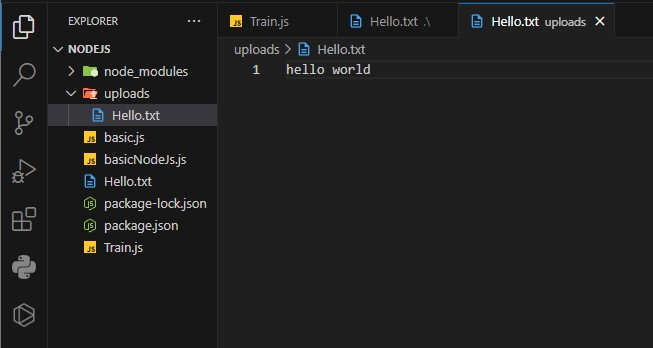 EXPLORER ...
NODEJS
node_modules
uploads
Hello.txt
basic.js
basicNodeJs.js
Hello.txt
package-lock.json
package.json
Train.js
JS Train.js Hello.txt .\ Hello.txt uploads
uploads > Hello.txt
1 hello world